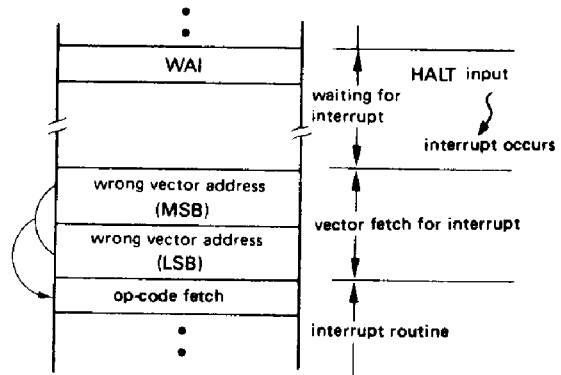 WAI
HALT input
waiting for
interrupt
interrupt occurs
wrong vector address
(MSB)
vector fetch for interrupt
wrong vector address
(LSB)
op-code fetch
interrupt routine